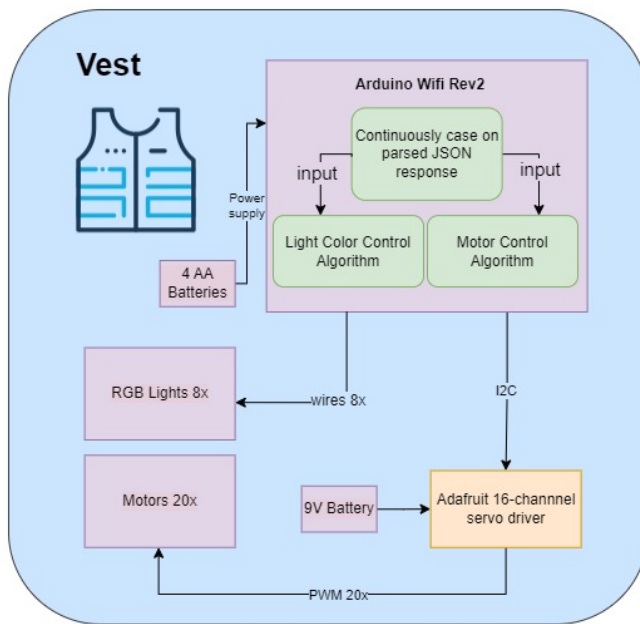 Vest
Arduino Wifi Rev2
Continuously case on
parsed JSON
response
input
input
Power
supply
Light Color Control
Algorithm
Motor Control
Algorithm
4 AA
Batteries
RGB Lights 8x
wires 8x
I2C
Motors 20x
9V Battery
Adafruit 16-channnel
servo driver
PWM 20x